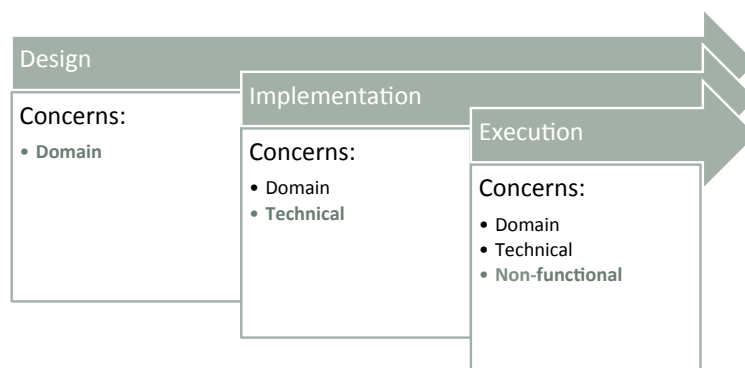 Design
Concerns:
• Domain
Implementation
Concerns:
• Domain
• Technical
Execution
Concerns:
• Domain
• Technical
• Non-functional